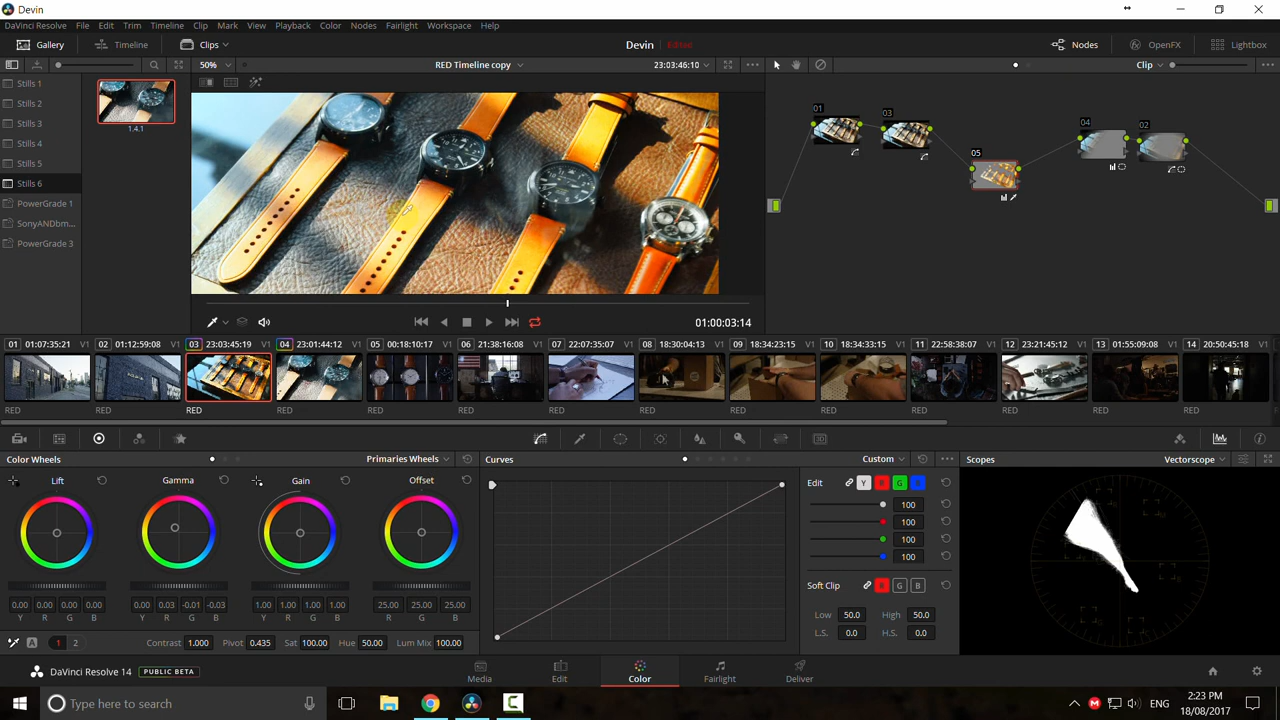 Devin
DaVinci Resolve File Edit Trim Timeline Clip Mark View Playback Color Nodes Fairlight Workspace Help
Gallery Timeline Clips Devin Edited Nodes OpenFX Lightbox
50% RED Timeline copy 23:03:46:10 Clip
Stills 1
Stills 2
Stills 3
Stills 4
Stills 5
Stills 6
PowerGrade 1
SonyANDbm...
PowerGrade 3
1.4.1
01 03 05 04 02
01:00:03:14
01 01:07:35:21 V1 02 01:12:59:08 V1 03 23:03:45:19 V1 04 23:01:44:12 V1 05 00:18:10:17 V1 06 21:38:16:08 V1 07 22:07:35:07 V1 08 18:30:04:13 V1 09 18:34:23:15 V1 10 18:34:33:15 V1 11 22:58:38:07 V1 12 23:21:45:12 V1 13 01:55:09:08 V1 14 20:50:45:18 V1
RED RED RED RED RED RED RED RED RED RED RED RED RED RED
3D
Color Wheels Primaries Wheels Curves Custom Scopes Vectorscope
Lift Gamma Gain Offset
0.00 0.00 0.00 0.00 0.00 0.03 -0.01 -0.03 1.00 1.00 1.00 1.00 25.00 25.00 25.00
Y R G B Y R G B Y R G B R G B
A 1 2 Contrast 1.000 Pivot 0.435 Sat 100.00 Hue 50.00 Lum Mix 100.00
Edit Y R G B
100
100
100
100
Soft Clip R G B
Low 50.0 High 50.0
L.S. 0.0 H.S. 0.0
DaVinci Resolve 14 PUBLIC BETA Media Edit Color Fairlight Deliver
Type here to search
ENG
2:23 PM
18/08/2017